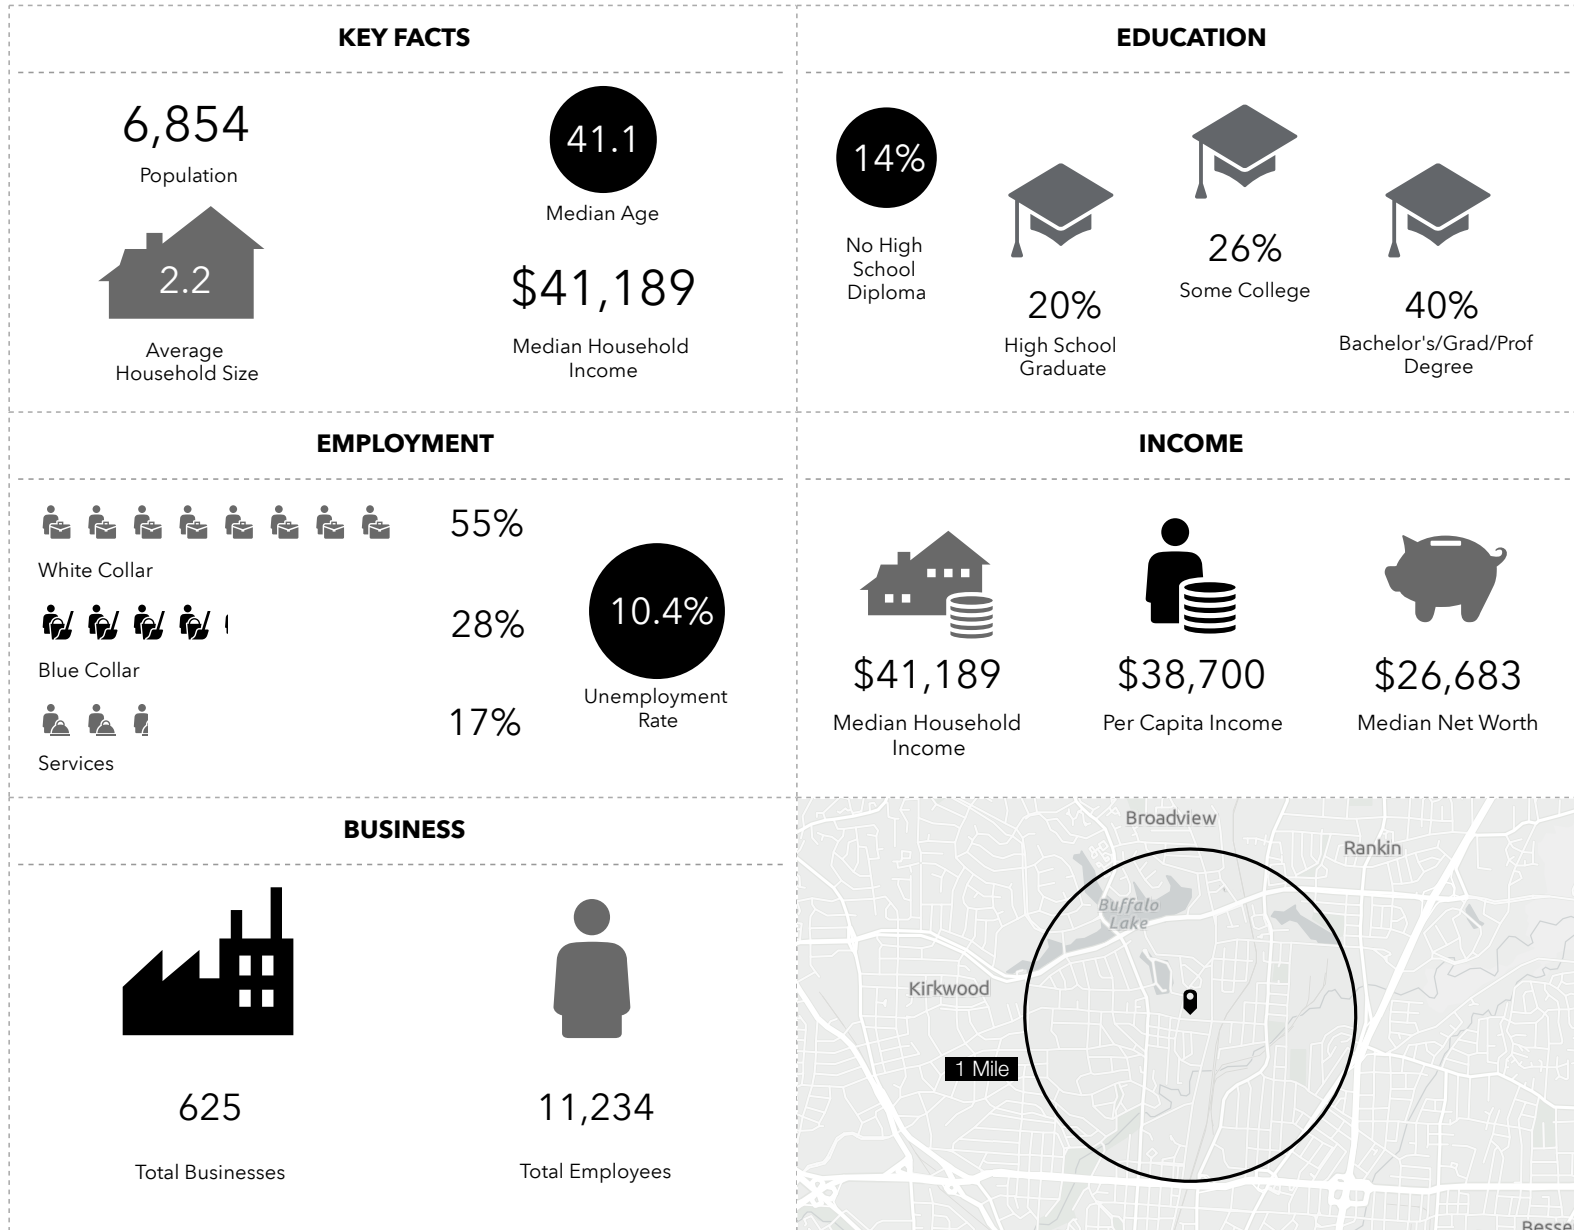 KEY FACTS
6,854
Population
41.1
Median Age
2.2
Average
Household Size
$41,189
Median Household
Income
EDUCATION
14%
No High
School
Diploma
20%
High School
Graduate
26%
Some College
40%
Bachelor's/Grad/Prof
Degree
EMPLOYMENT
55%
White Collar
28%
Blue Collar
17%
Services
10.4%
Unemployment
Rate
INCOME
$41,189
Median Household
Income
$38,700
Per Capita Income
$26,683
Median Net Worth
BUSINESS
625
Total Businesses
11,234
Total Employees
Broadview
Rankin
Buffalo
Lake
Kirkwood
1 Mile
Besse